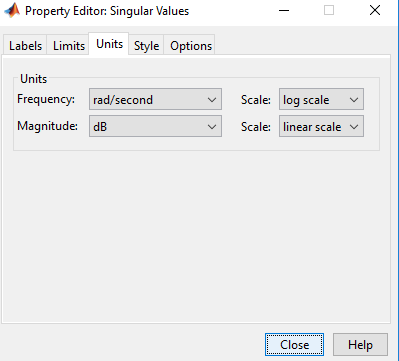 Property Editor: Singular Values
Labels Limits Units Style Options
Units
Frequency: rad/second Scale: log scale
Magnitude: dB Scale: linear scale
Close Help